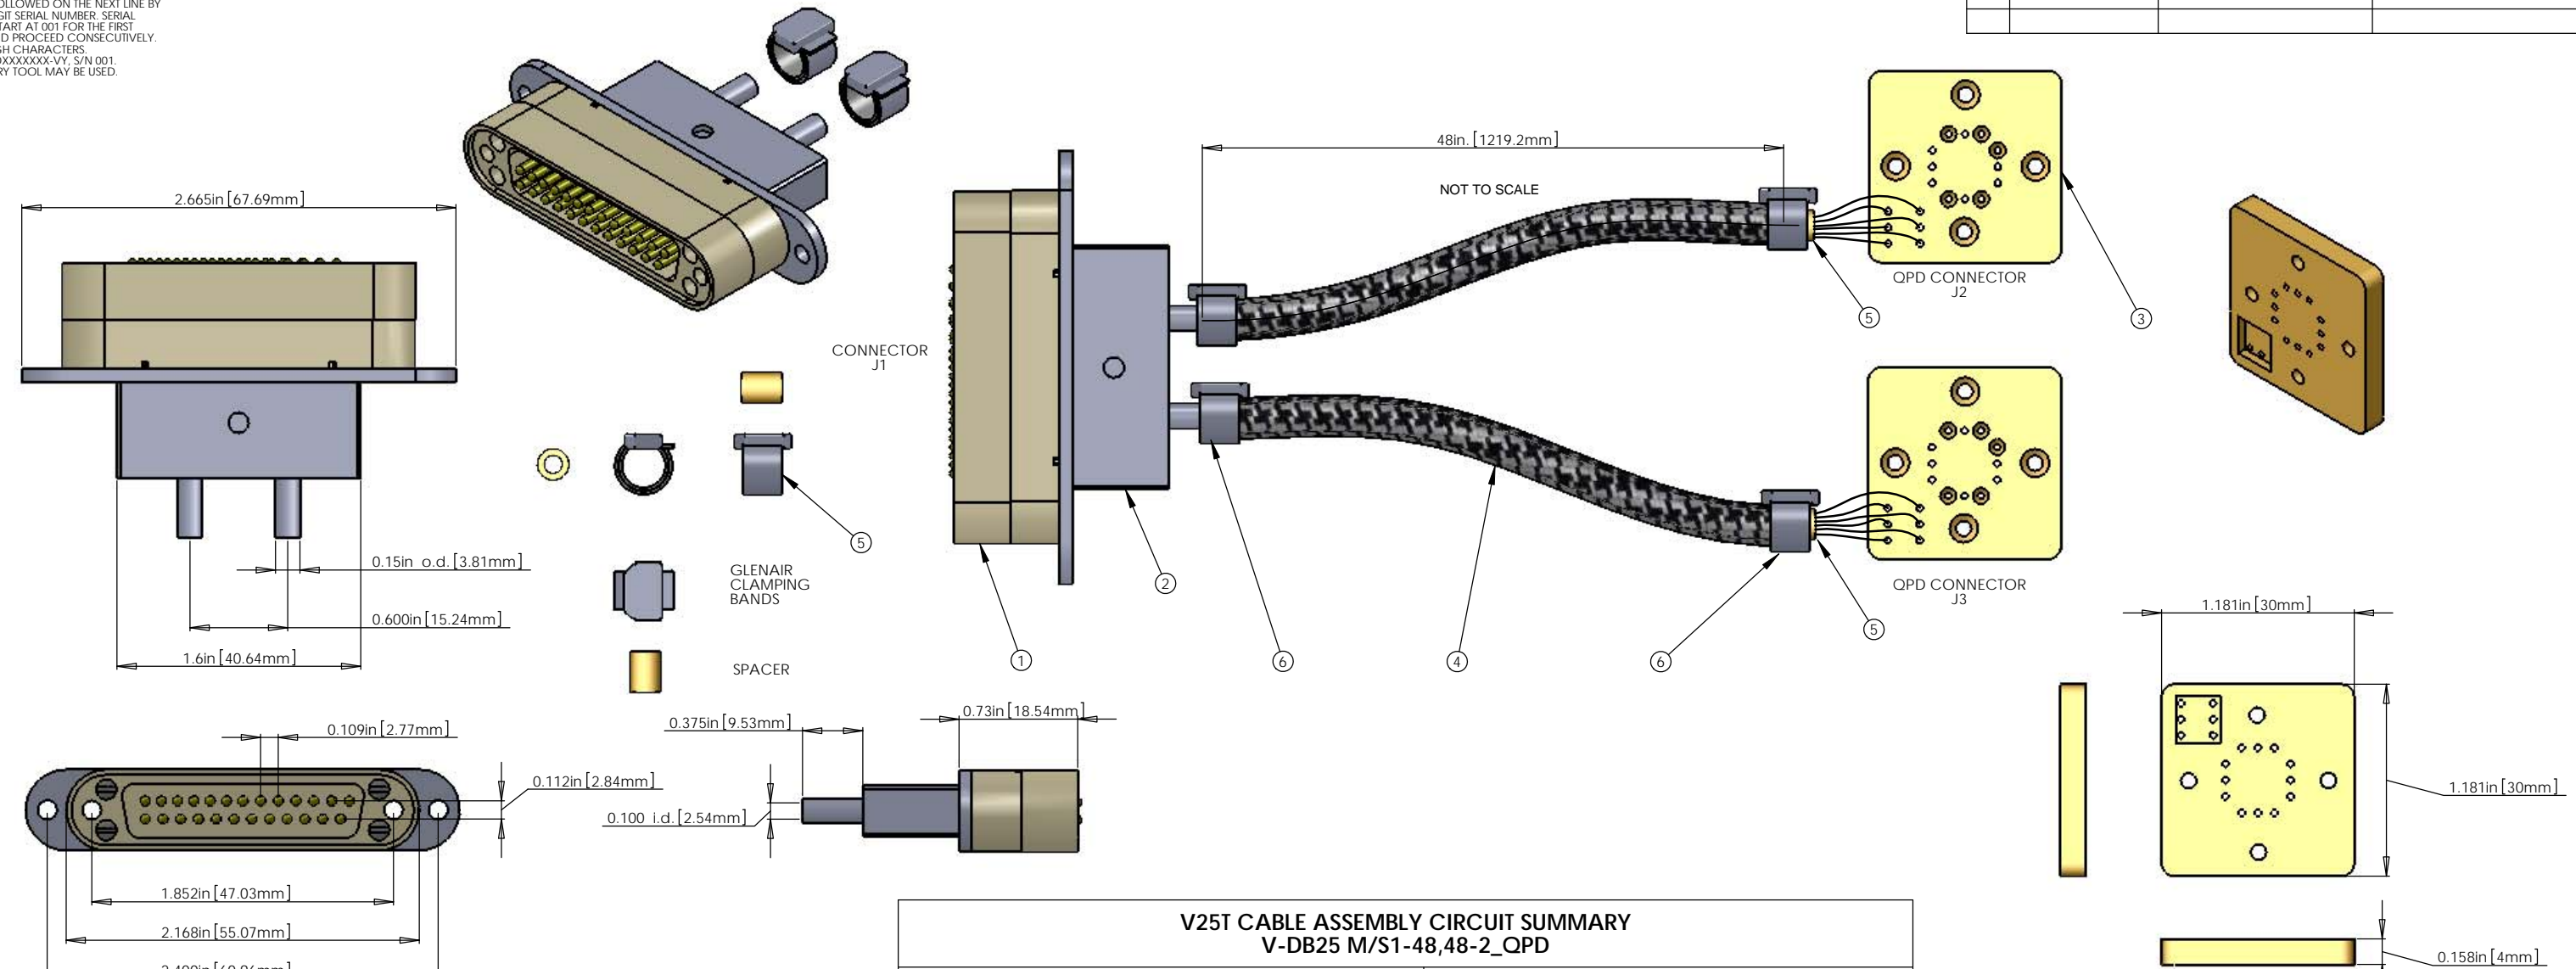 OLLOWED ON THE NEXT LINE BY
GIT SERIAL NUMBER. SERIAL
TART AT 001 FOR THE FIRST
D PROCEED CONSECUTIVELY.
GH CHARACTERS.
XXXXXXX-VY, S/N 001.
RY TOOL MAY BE USED.
2.665in [67.69mm]
0.15in o.d. [3.81mm]
0.600in [15.24mm]
1.6in [40.64mm]
CONNECTOR
J1
5
GLENAIR
CLAMPING
BANDS
SPACER
48in. [1219.2mm]
NOT TO SCALE
QPD CONNECTOR
J2
5
3
QPD CONNECTOR
J3
5
2
1
6
4
6
0.109in [2.77mm]
0.112in [2.84mm]
1.852in [47.03mm]
2.168in [55.07mm]
0.375in [9.53mm]
0.73in [18.54mm]
0.100 i.d. [2.54mm]
1.181in [30mm]
1.181in [30mm]
0.158in [4mm]
V25T CABLE ASSEMBLY CIRCUIT SUMMARY
V-DB25 M/S1-48,48-2_QPD